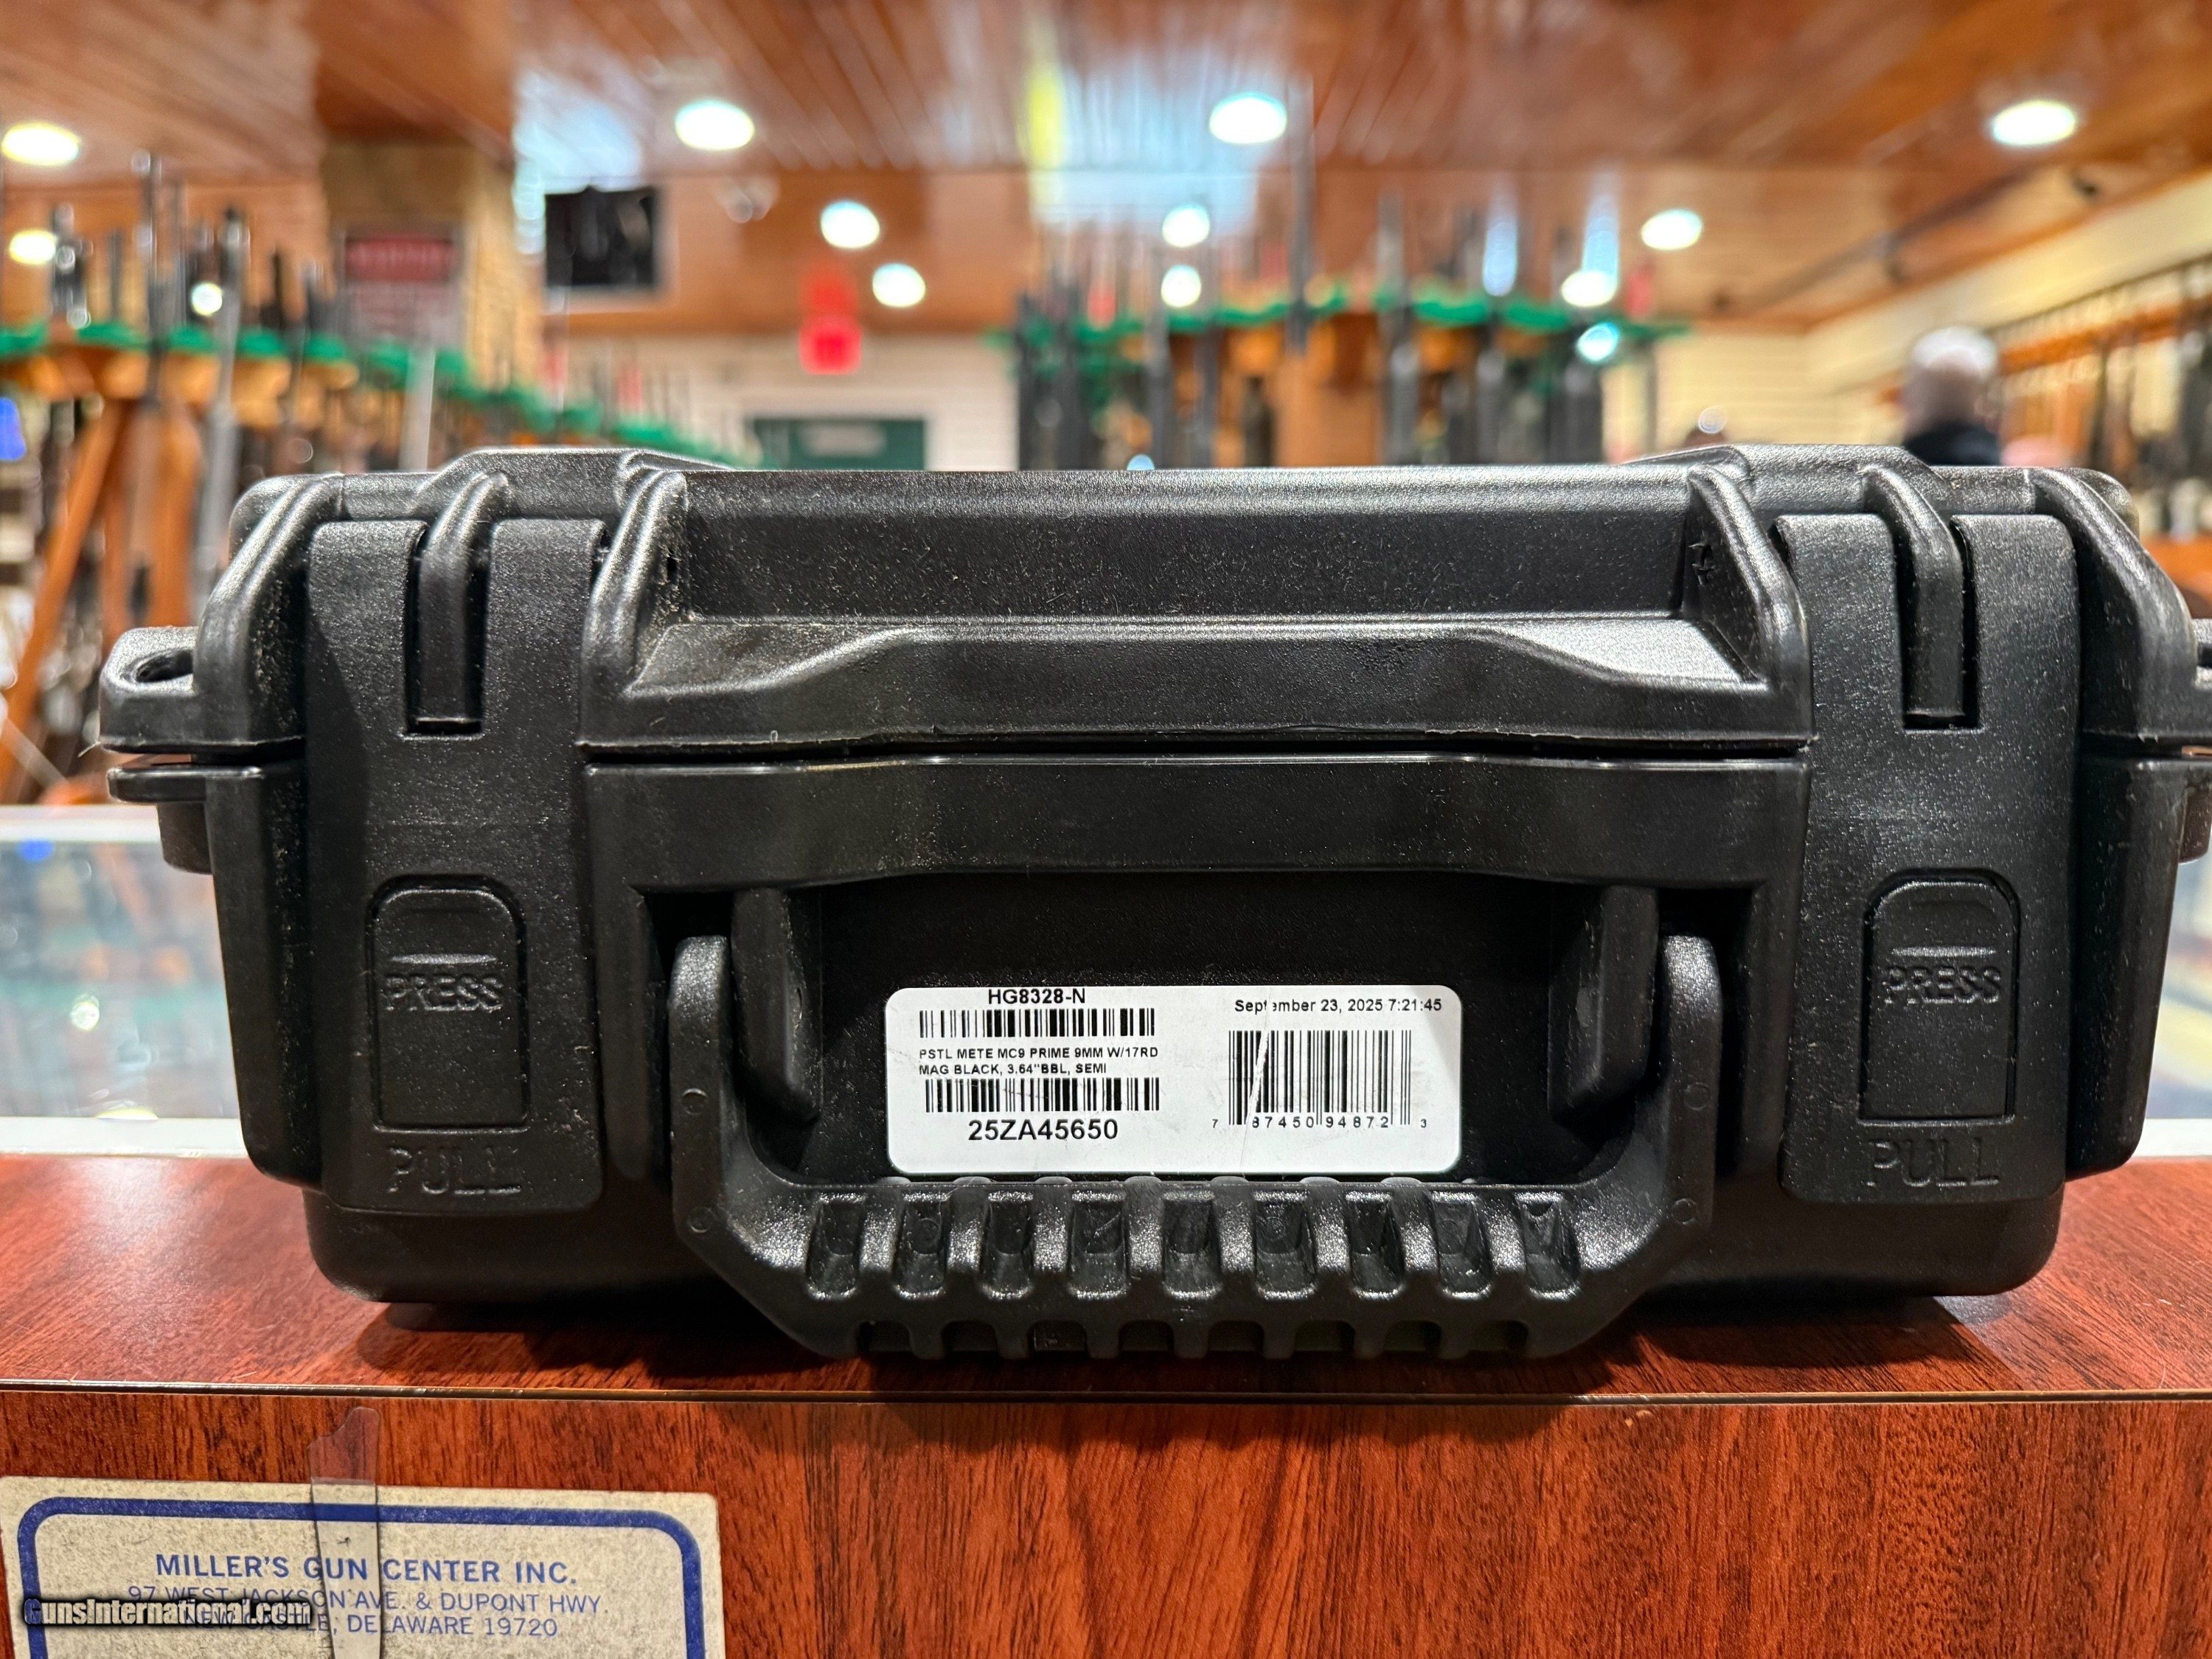 HG8328-N
September 23, 2025 7:21:45
PSTL METE MC9 PRIME 9MM W/17RD
MAG BLACK, 3.64"BBL, SEMI
25ZA45650
7 87450 94872 3
PRESS
PULL
PRESS
PULL
MILLER'S GUN CENTER INC.
97 WEST JACKSON AVE. & DUPONT HWY.
NEW CASTLE, DELAWARE 19720
GunsInternational.com